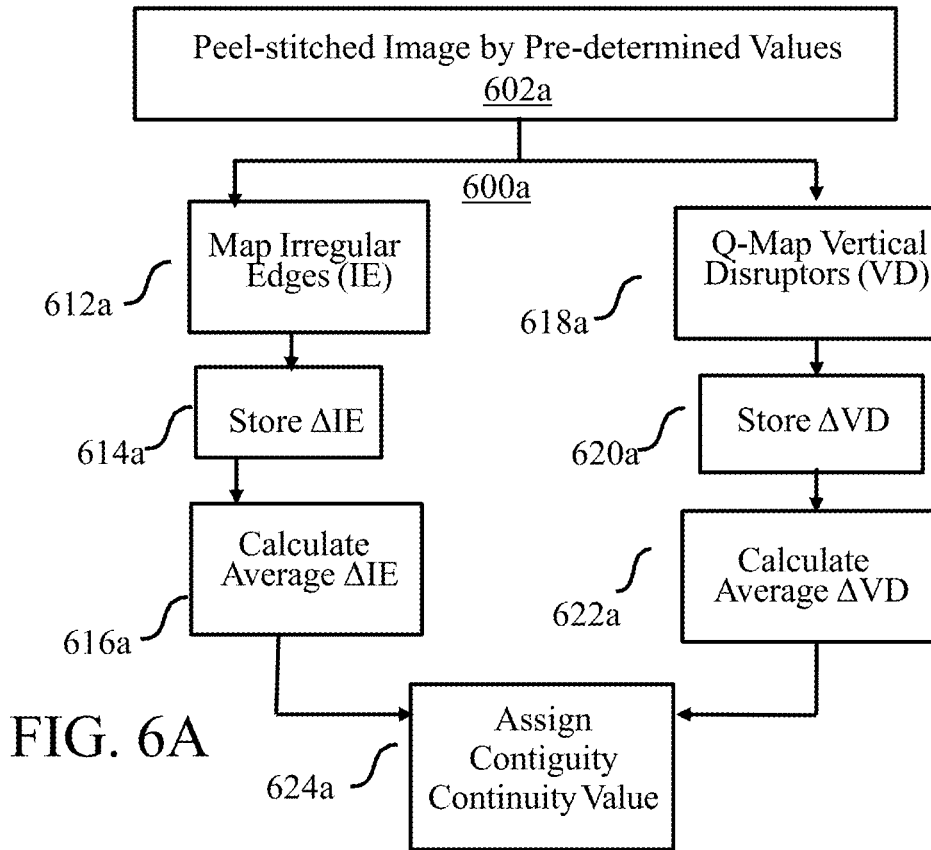 Peel-stitched Image by Pre-determined Values
602a
600a
Map Irregular
Edges (IE)
612a
Q-Map Vertical
Disruptors (VD)
618a
Store ΔIE
614a
Store ΔVD
620a
Calculate
Average ΔIE
616a
Calculate
Average ΔVD
622a
Assign
Contiguity
Continuity Value
624a
FIG. 6A